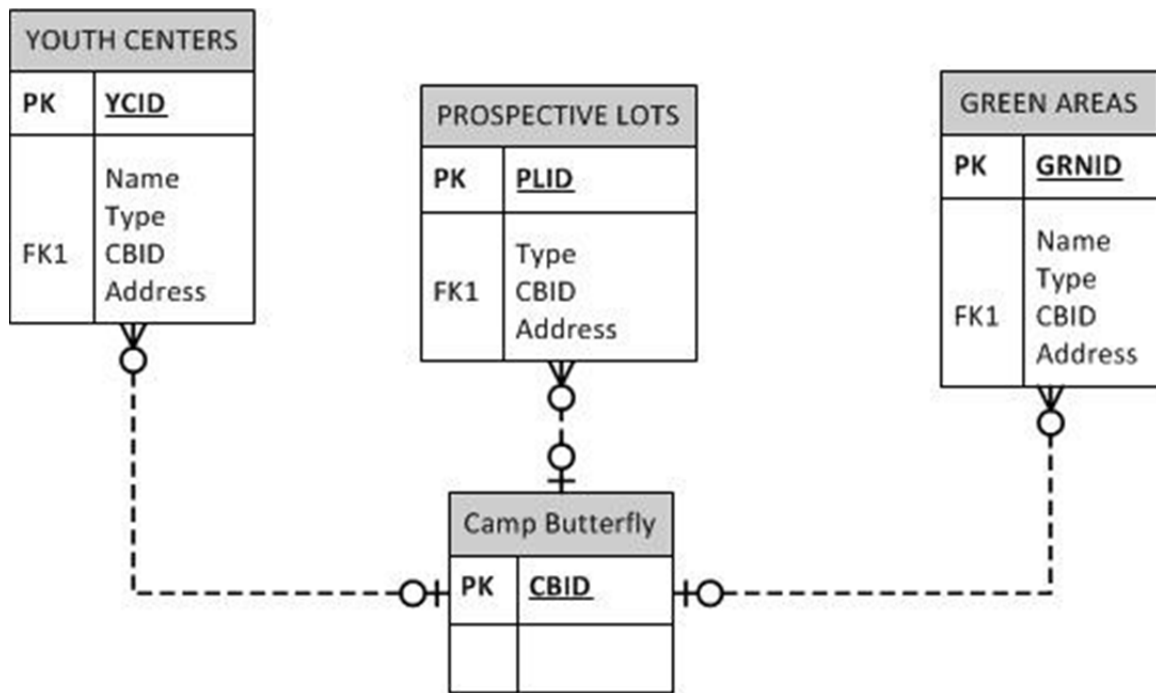 YOUTH CENTERS
PK YCID
Name
Type
FK1 CBID
Address
PROSPECTIVE LOTS
PK PLID
Type
FK1 CBID
Address
GREEN AREAS
PK GRNID
Name
Type
FK1 CBID
Address
Camp Butterfly
PK CBID